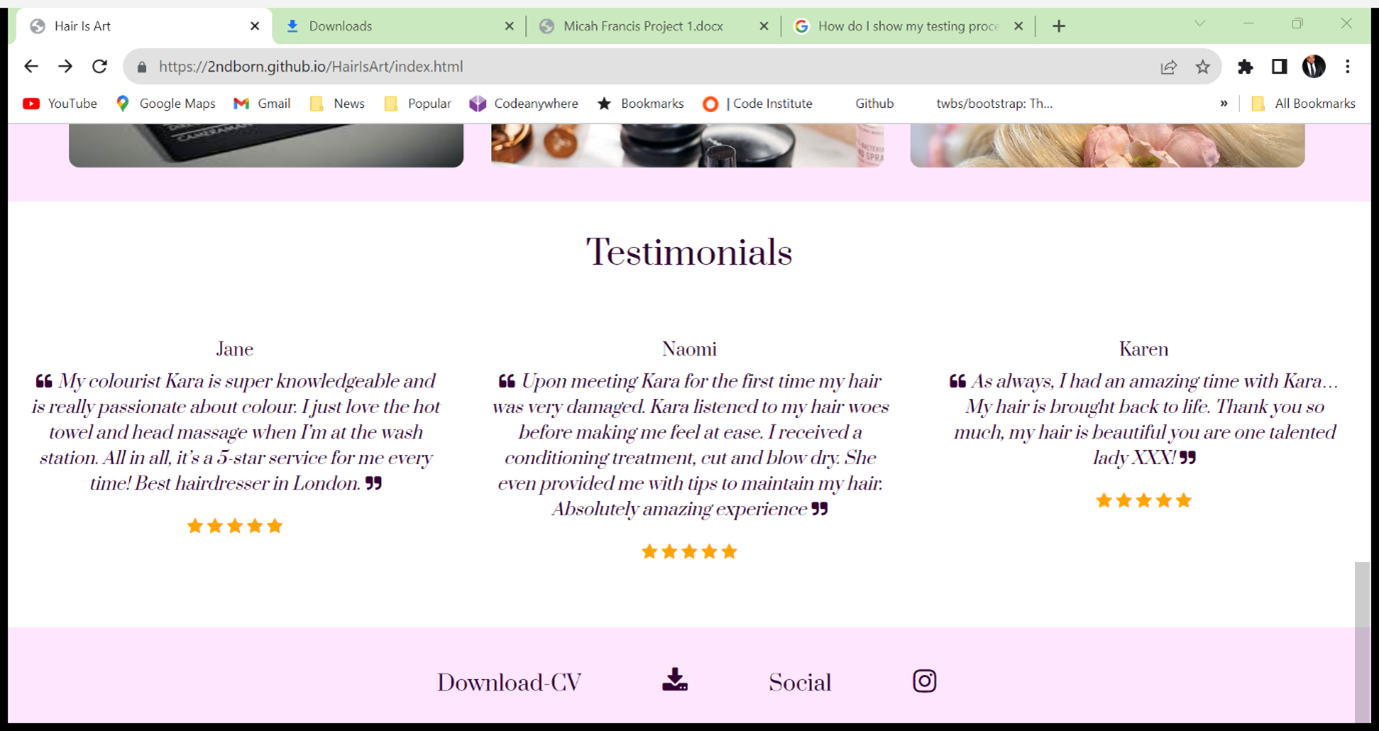 Hair Is Art
Downloads
Micah Francis Project 1.docx
How do I show my testing proce
https://2ndborn.github.io/HairIsArt/index.html
YouTube
Google Maps
Gmail
News
Popular
Codeanywhere
Bookmarks
| Code Institute
Github
twbs/bootstrap: Th...
»
All Bookmarks
CAMERAMAN
SPRAY
Testimonials
Jane
❝ My colourist Kara is super knowledgeable and
is really passionate about colour. I just love the hot
towel and head massage when I'm at the wash
station. All in all, it's a 5-star service for me every
time! Best hairdresser in London. ❞
Naomi
❝ Upon meeting Kara for the first time my hair
was very damaged. Kara listened to my hair woes
before making me feel at ease. I received a
conditioning treatment, cut and blow dry. She
even provided me with tips to maintain my hair.
Absolutely amazing experience ❞
Karen
❝ As always, I had an amazing time with Kara…
My hair is brought back to life. Thank you so
much, my hair is beautiful you are one talented
lady XXX! ❞
Download-CV
Social